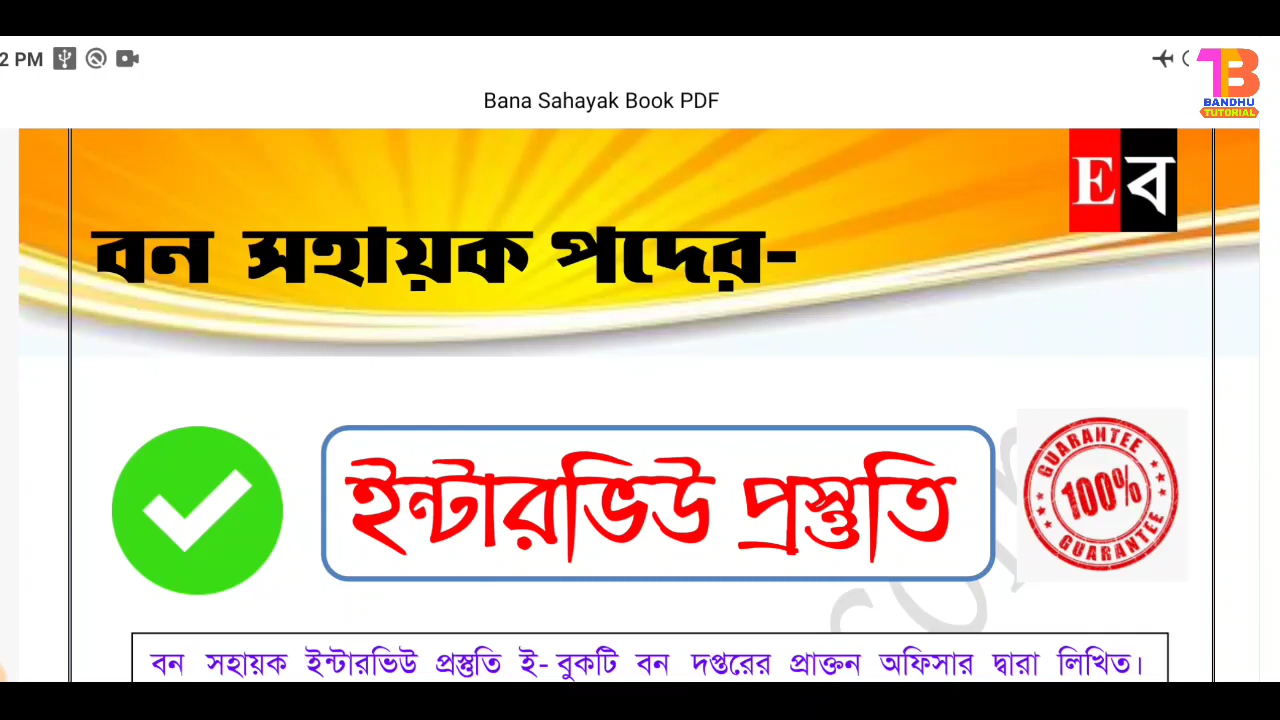 2 PM
BANDHU
TUTORIAL
Bana Sahayak Book PDF
Eব
বন সহায়ক পদের-
ইন্টারভিউ প্রস্তুতি
GUARANTEE
100%
GUARANTEE
বন সহায়ক ইন্টারভিউ প্রস্তুতি ই- বুকটি বন দপ্তরের প্রাক্তন অফিসার দ্বারা লিখিত।